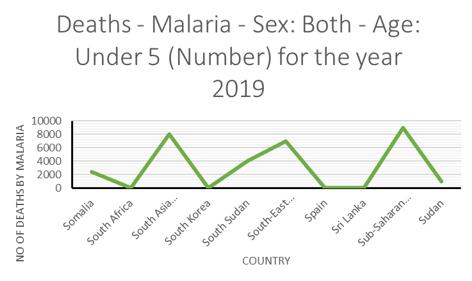 Deaths - Malaria - Sex: Both - Age:
Under 5 (Number) for the year
2019
NO OF DEATHS BY MALARIA
10000
8000
6000
4000
2000
0
Somalia
South Africa
South Asia...
South Korea
South Sudan
South-East...
Spain
Sri Lanka
Sub-Saharan...
Sudan
COUNTRY